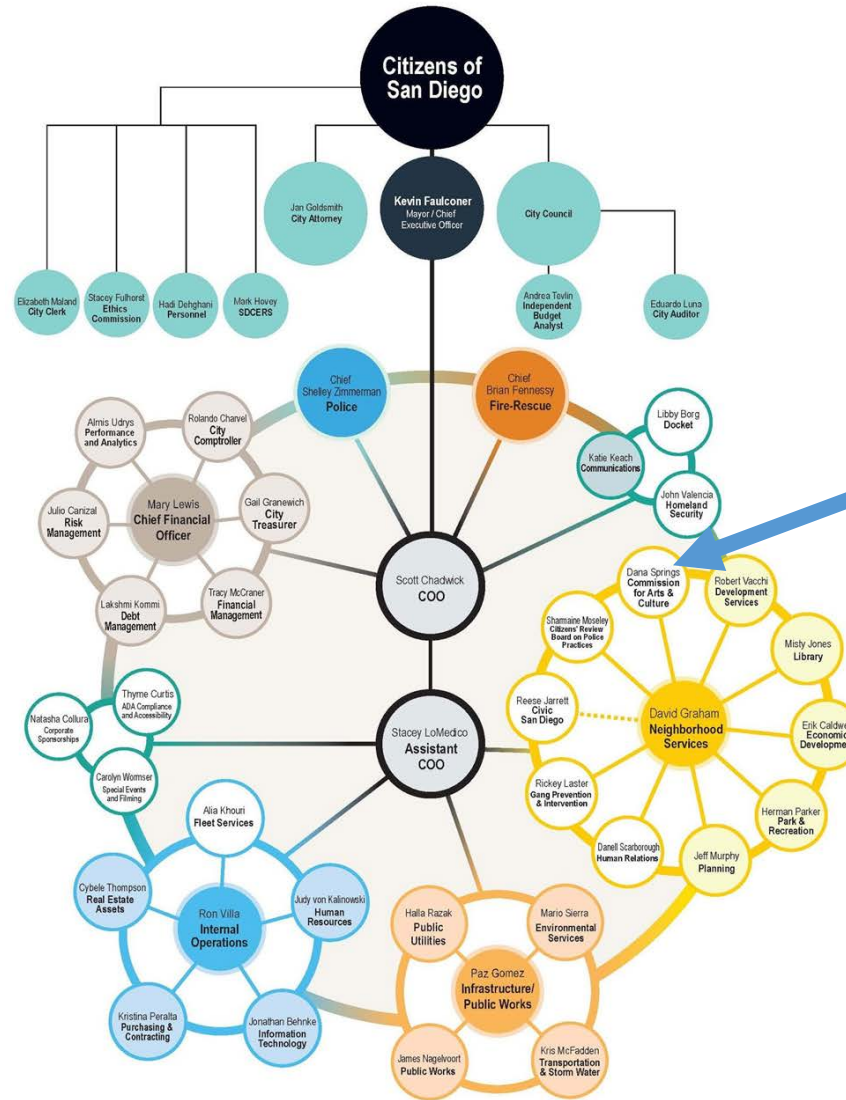 Citizens of
San Diego
Jan Goldsmith
City Attorney
Kevin Faulconer
Mayor / Chief
Executive Officer
City Council
Elizabeth Maland
City Clerk
Stacey Fulhorst
Ethics
Commission
Hadi Dehghani
Personnel
Mark Hovey
SDCERS
Andrea Tevlin
Independent
Budget
Analyst
Eduardo Luna
City Auditor
Chief
Shelley Zimmerman
Police
Chief
Brian Fennessy
Fire-Rescue
Libby Borg
Docket
Katie Keach
Communications
John Valencia
Homeland
Security
Almis Udrys
Performance
and Analytics
Rolando Charvel
City
Comptroller
Julio Canizal
Risk
Management
Mary Lewis
Chief Financial
Officer
Gail Granewich
City
Treasurer
Lakshmi Kommi
Debt
Management
Tracy McCraner
Financial
Management
Scott Chadwick
COO
Dana Springs
Commission
for Arts &
Culture
Robert Vacchi
Development
Services
Sharmaine Moseley
Citizens' Review
Board on Police
Practices
Misty Jones
Library
Reese Jarrett
Civic
San Diego
David Graham
Neighborhood
Services
Erik Caldwe
Economic
Developmen
Rickey Laster
Gang Prevention
& Intervention
Herman Parker
Park &
Recreation
Danell Scarborough
Human Relations
Jeff Murphy
Planning
Thyme Curtis
ADA Compliance
and Accessibility
Natasha Collura
Corporate
Sponsorships
Carolyn Wormser
Special Events
and Filming
Stacey LoMedico
Assistant
COO
Alia Khouri
Fleet Services
Cybele Thompson
Real Estate
Assets
Ron Villa
Internal
Operations
Judy von Kalinowski
Human
Resources
Kristina Peralta
Purchasing &
Contracting
Jonathan Behnke
Information
Technology
Halla Razak
Public
Utilities
Mario Sierra
Environmental
Services
Paz Gomez
Infrastructure/
Public Works
James Nagelvoort
Public Works
Kris McFadden
Transportation
& Storm Water